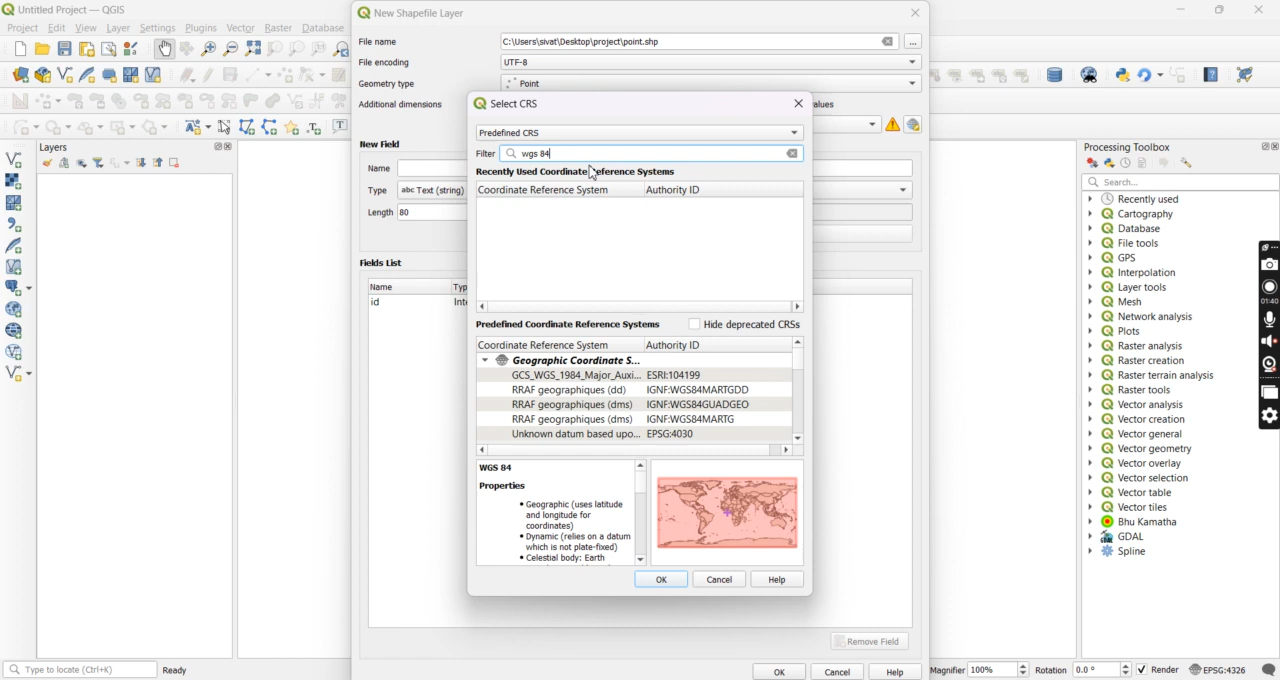 Untitled Project — QGIS
Project Edit View Layer Settings Plugins Vector Raster Database
New Shapefile Layer
File name C:\Users\sivat\Desktop\project\point.shp ...
File encoding UTF-8
Geometry type Point
Additional dimensions alues
New Field
Name
Type abc Text (string)
Length 80
Fields List
Name Typ
id Int
Remove Field
OK Cancel Help
Select CRS
Predefined CRS
Filter wgs 84
Recently Used Coordinate eference Systems
Coordinate Reference System Authority ID
Predefined Coordinate Reference Systems Hide deprecated CRSs
Coordinate Reference System Authority ID
Geographic Coordinate S...
GCS_WGS_1984_Major_Auxi... ESRI:104199
RRAF geographiques (dd) IGNF:WGS84MARTGDD
RRAF geographiques (dms) IGNF:WGS84GUADGEO
RRAF geographiques (dms) IGNF:WGS84MARTG
Unknown datum based upo... EPSG:4030
WGS 84
Properties
• Geographic (uses latitude
and longitude for
coordinates)
• Dynamic (relies on a datum
which is not plate-fixed)
• Celestial body: Earth
OK Cancel Help
Layers
Processing Toolbox
Search...
Recently used
Cartography
Database
File tools
GPS
Interpolation
Layer tools
Mesh
Network analysis
Plots
Raster analysis
Raster creation
Raster terrain analysis
Raster tools
Vector analysis
Vector creation
Vector general
Vector geometry
Vector overlay
Vector selection
Vector table
Vector tiles
Bhu Kamatha
GDAL
Spline
01:40
Type to locate (Ctrl+K) Ready Magnifier 100% Rotation 0.0 ° Render EPSG:4326